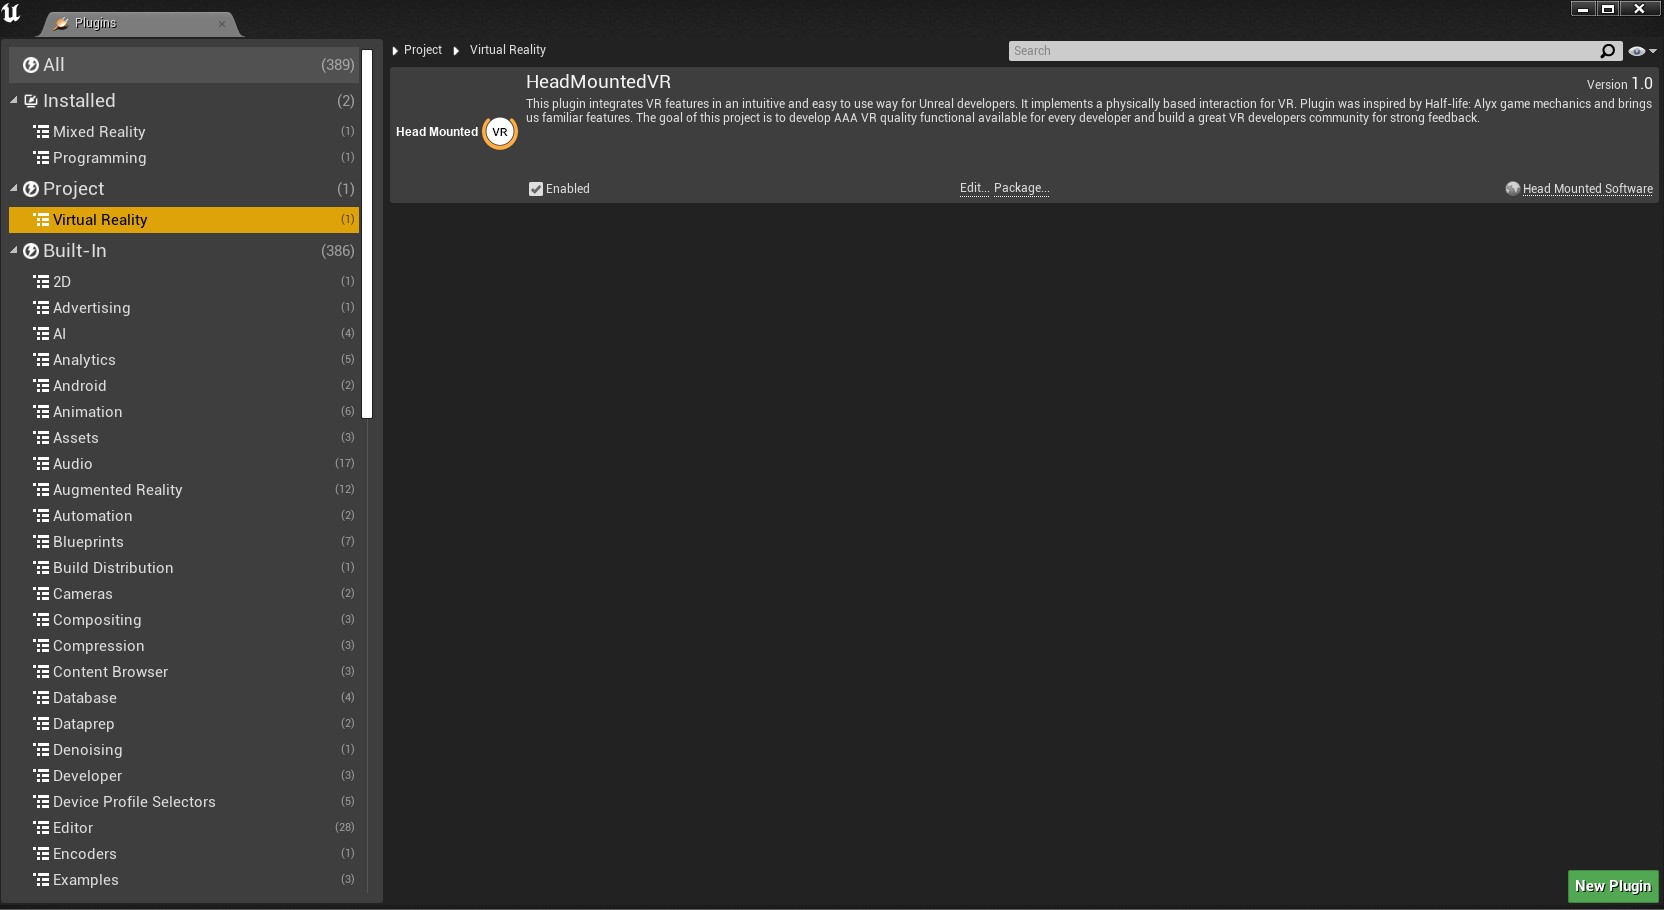 Plugins
All (389)
Installed (2)
Mixed Reality (1)
Programming (1)
Project (1)
Virtual Reality (1)
Built-In (386)
2D (1)
Advertising (1)
AI (4)
Analytics (5)
Android (2)
Animation (6)
Assets (3)
Audio (17)
Augmented Reality (12)
Automation (2)
Blueprints (7)
Build Distribution (1)
Cameras (2)
Compositing (3)
Compression (3)
Content Browser (3)
Database (4)
Dataprep (2)
Denoising (1)
Developer (3)
Device Profile Selectors (5)
Editor (28)
Encoders (1)
Examples (3)
Project Virtual Reality
Search
HeadMountedVR
Version 1.0
This plugin integrates VR features in an intuitive and easy to use way for Unreal developers. It implements a physically based interaction for VR. Plugin was inspired by Half-life: Alyx game mechanics and brings
us familiar features. The goal of this project is to develop AAA VR quality functional available for every developer and build a great VR developers community for strong feedback.
Head Mounted VR
Enabled
Edit... Package...
Head Mounted Software
New Plugin